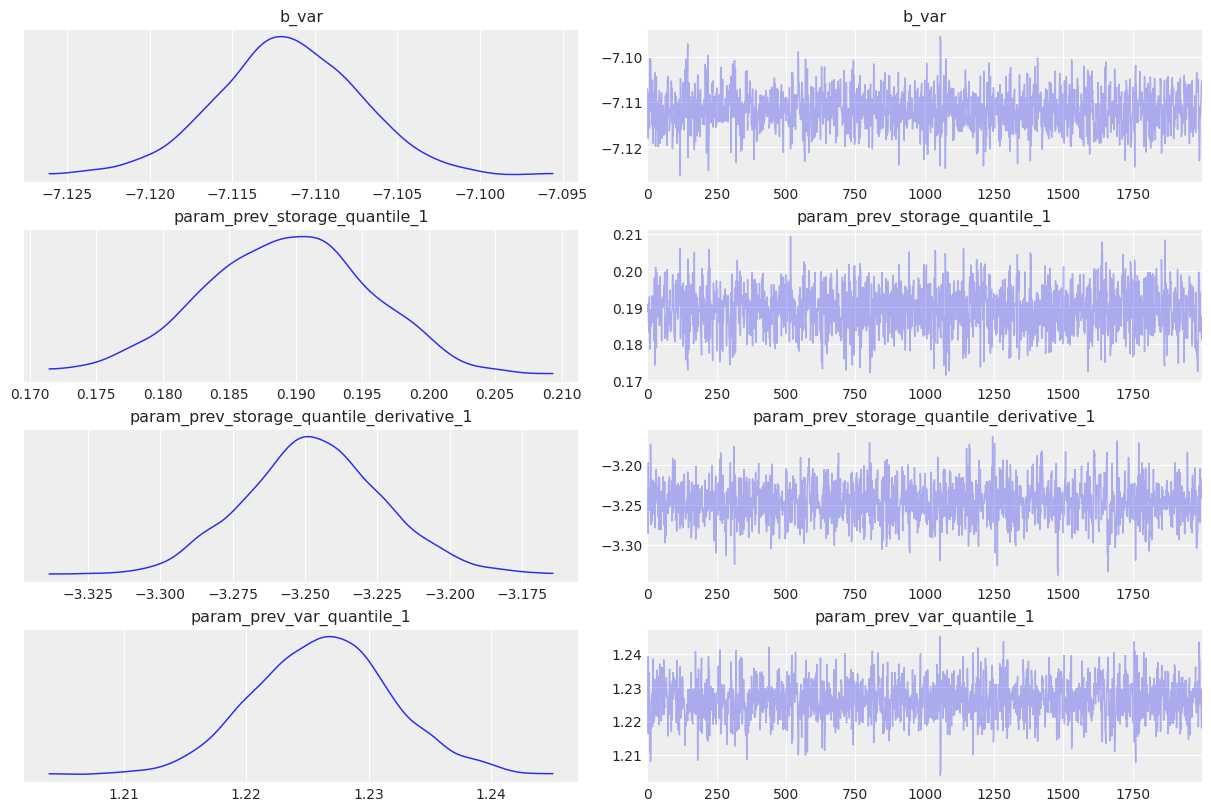 b_var
b_var
−7.10
−7.11
−7.12
−7.125 −7.120 −7.115 −7.110 −7.105 −7.100 −7.095
0 250 500 750 1000 1250 1500 1750
param_prev_storage_quantile_1
param_prev_storage_quantile_1
0.21
0.20
0.19
0.18
0.17
0.170 0.175 0.180 0.185 0.190 0.195 0.200 0.205 0.210
0 250 500 750 1000 1250 1500 1750
param_prev_storage_quantile_derivative_1
param_prev_storage_quantile_derivative_1
−3.20
−3.25
−3.30
−3.325 −3.300 −3.275 −3.250 −3.225 −3.200 −3.175
0 250 500 750 1000 1250 1500 1750
param_prev_var_quantile_1
param_prev_var_quantile_1
1.24
1.23
1.22
1.21
1.21 1.22 1.23 1.24
0 250 500 750 1000 1250 1500 1750